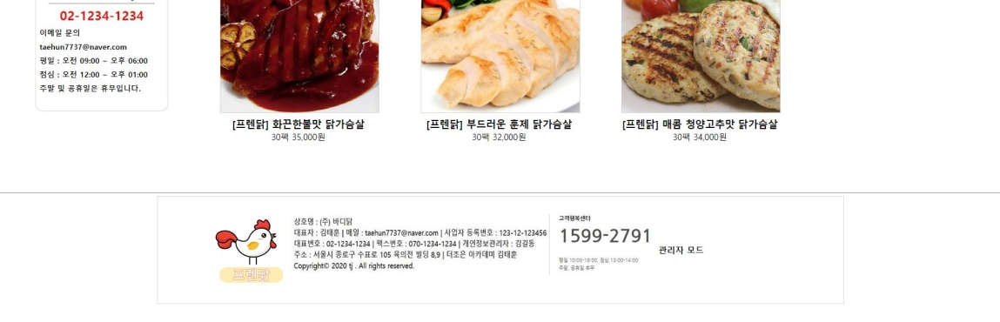 02-1234-1234
이메일 문의
taehun7737@naver.com
평일 : 오전 09:00 ~ 오후 06:00
점심 : 오전 12:00 ~ 오후 01:00
주말 및 공휴일은 휴무입니다.
[프렌닭] 화끈한불맛 닭가슴살
30팩 35,000원
[프렌닭] 부드러운 훈제 닭가슴살
30팩 32,000원
[프렌닭] 매콤 청양고추맛 닭가슴살
30팩 34,000원
프렌닭
상호명 : (주) 바디닭
대표자 : 김태훈 | 메일 : taehun7737@naver.com | 사업자 등록번호 : 123-12-123456
대표번호 : 02-1234-1234 | 팩스번호 : 070-1234-1234 | 개인정보관리자 : 김길동
주소 : 서울시 종로구 수표로 105 육의전 빌딩 8,9 | 더조은 아카데미 김태훈
Copyright© 2020 tj . All rights reserved.
고객행복센터
1599-2791
평일 10:00-18:00, 점심 13:00-14:00
주말, 공휴일 휴무
관리자 모드